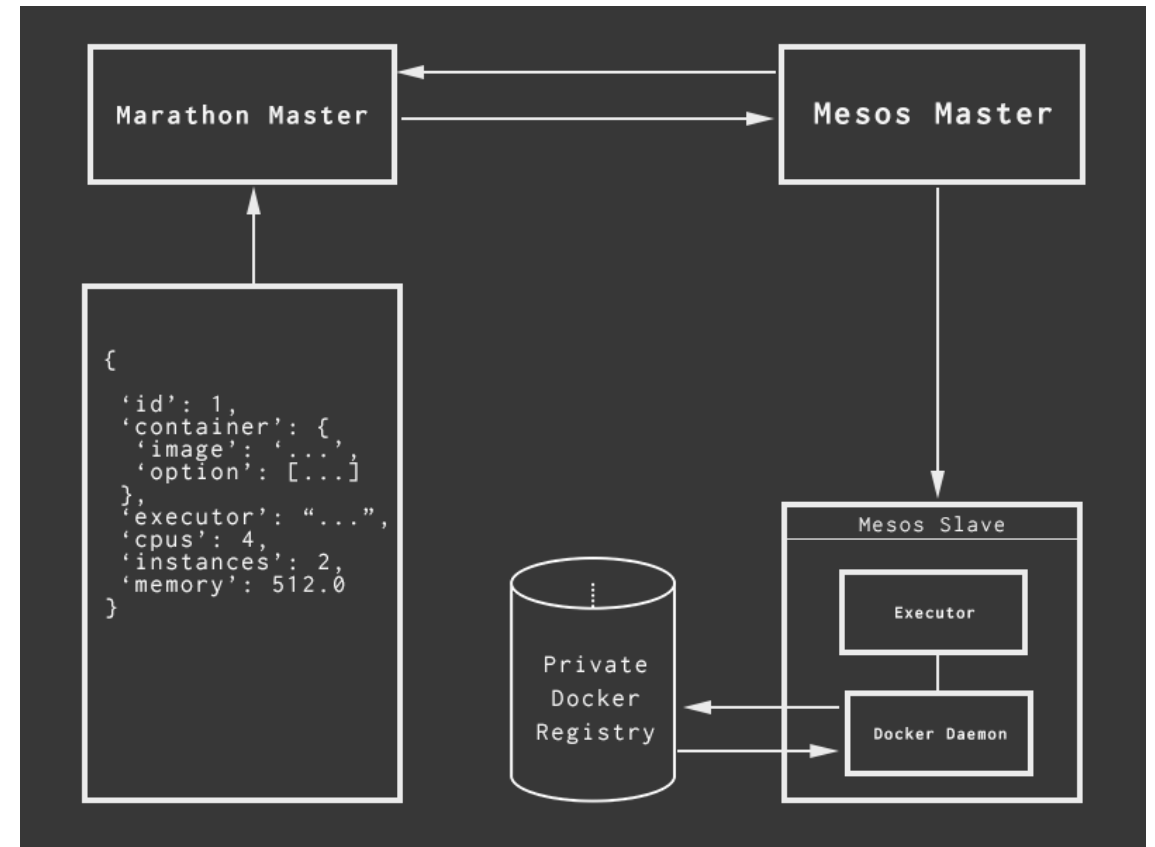 Marathon Master
Mesos Master
{
‘id’: 1,
‘container’: {
‘image’: ‘...’,
‘option’: [...]
},
‘executor’: “...”,
‘cpus’: 4,
‘instances’: 2,
‘memory’: 512.0
}
Mesos Slave
Executor
Docker Daemon
Private
Docker
Registry